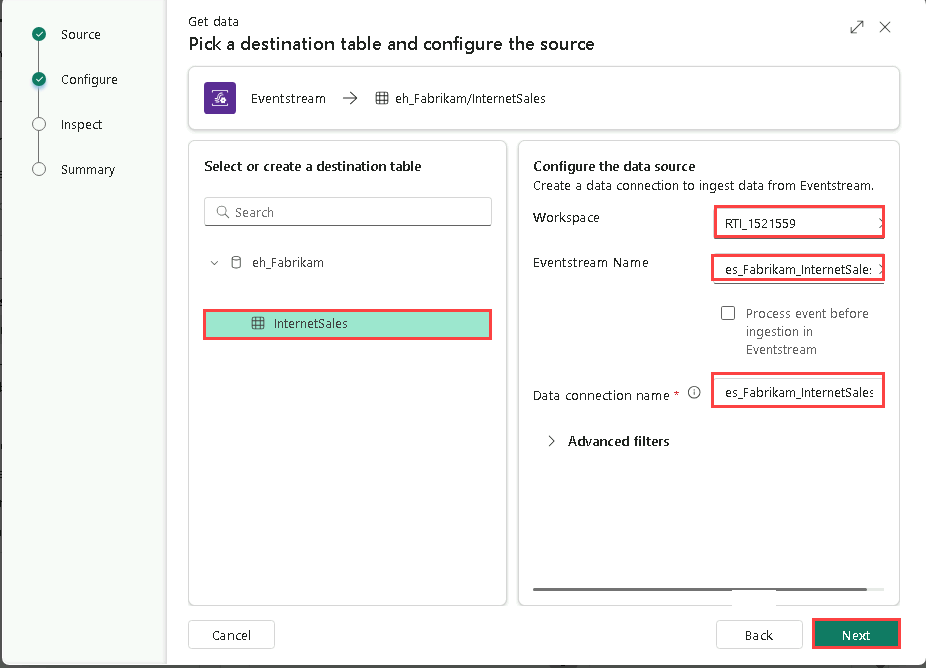 Source
Configure
Inspect
Summary
Get data
Pick a destination table and configure the source
Eventstream
eh_Fabrikam/InternetSales
Select or create a destination table
Search
eh_Fabrikam
InternetSales
Configure the data source
Create a data connection to ingest data from Eventstream.
Workspace
RTI_1521559
Eventstream Name
es_Fabrikam_InternetSales
Process event before
ingestion in
Eventstream
Data connection name *
es_Fabrikam_InternetSales
Advanced filters
Cancel
Back
Next